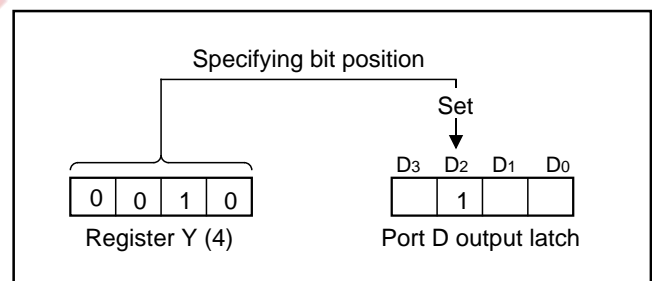 Specifying bit position
Set
D3 D2 D1 D0
0 0 1 0
1
Register Y (4)
Port D output latch